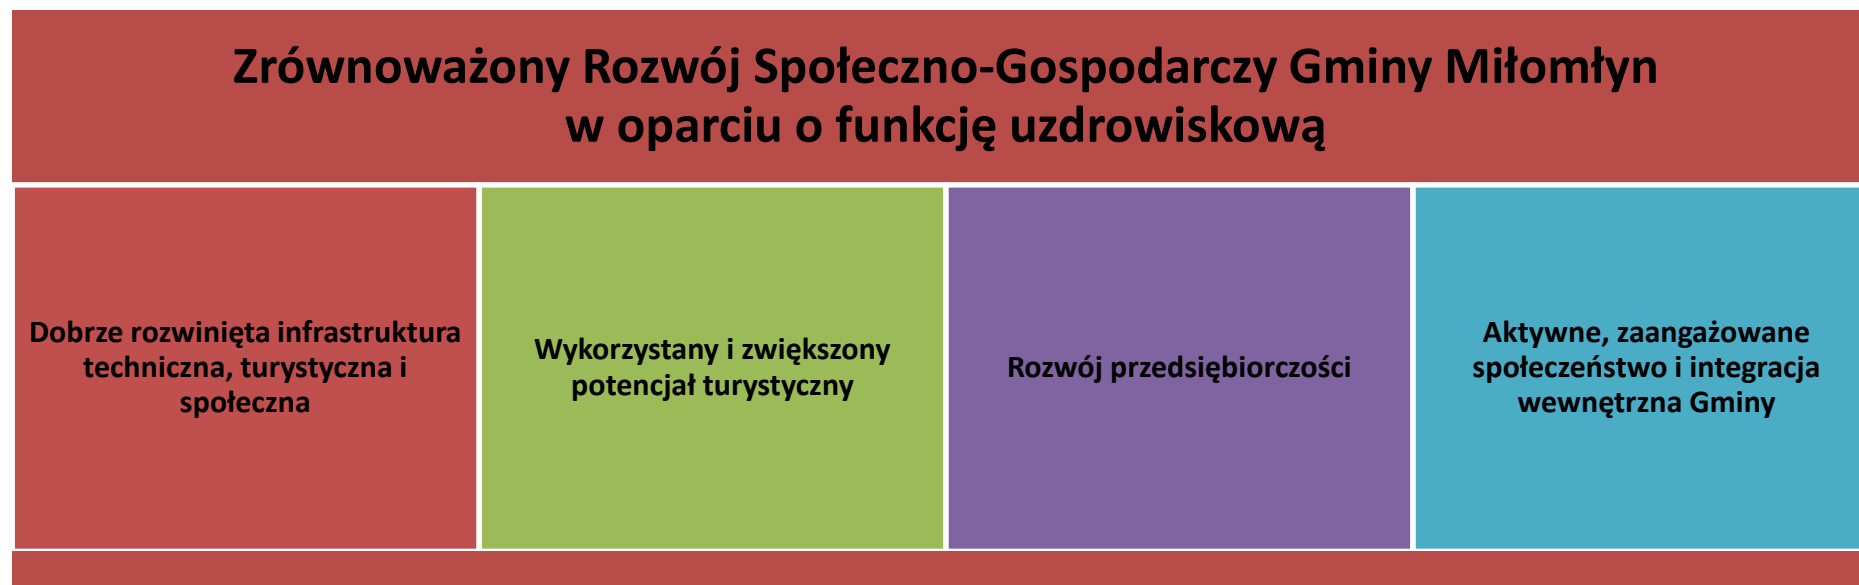 Zrównoważony Rozwój Społeczno-Gospodarczy Gminy Miłomłyn
w oparciu o funkcję uzdrowiskową
Dobrze rozwinięta infrastruktura
techniczna, turystyczna i
społeczna
Wykorzystany i zwiększony
potencjał turystyczny
Rozwój przedsiębiorczości
Aktywne, zaangażowane
społeczeństwo i integracja
wewnętrzna Gminy